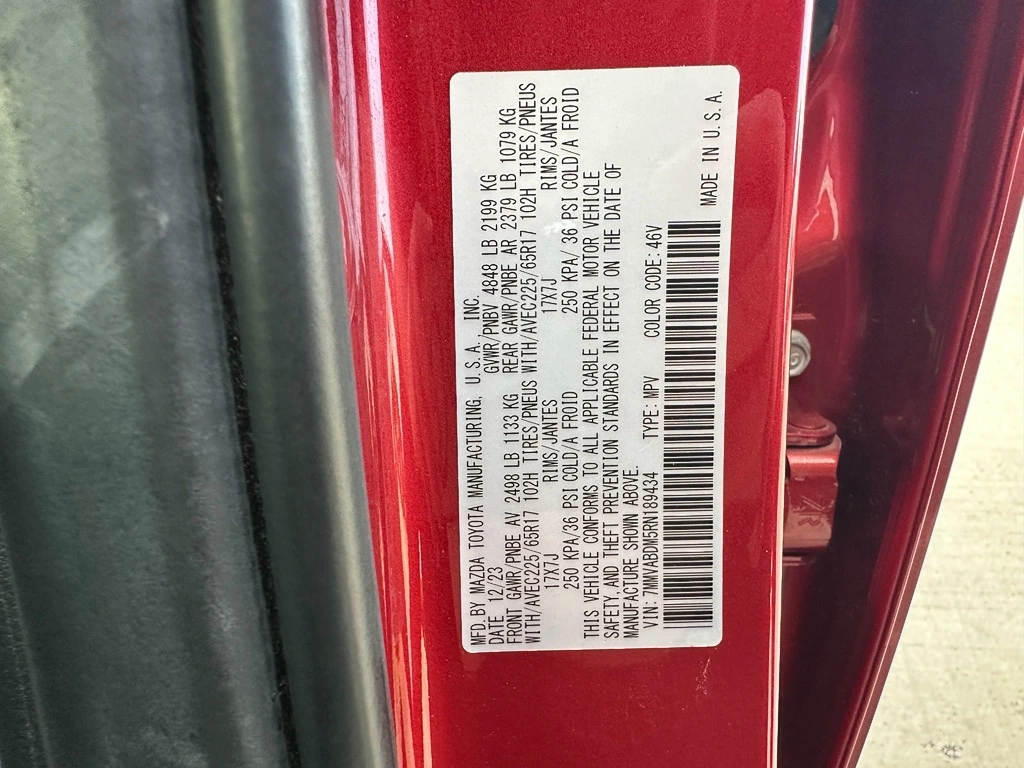 MFD.BY MAZDA TOYOTA MANUFACTURING, U.S.A. INC.
DATE 12/23 GVWR/PNBV 4848 LB 2199 KG
FRONT GAWR/PNBE AV 2498 LB 1133 KG REAR GAWR/PNBE AR 2379 LB 1079 KG
WITH/AVEC225/65R17 102H TIRES/PNEUS WITH/AVEC225/65R17 102H TIRES/PNEUS
17X7J RIMS/JANTES 17X7J RIMS/JANTES
250 KPA/36 PSI COLD/A FROID 250 KPA/36 PSI COLD/A FROID
THIS VEHICLE CONFORMS TO ALL APPLICABLE FEDERAL MOTOR VEHICLE
SAFETY, AND THEFT PREVENTION STANDARDS IN EFFECT ON THE DATE OF
MANUFACTURE SHOWN ABOVE.
VIN: 7MMVABDM5RN189434 TYPE: MPV COLOR CODE: 46V
MADE IN U.S.A.